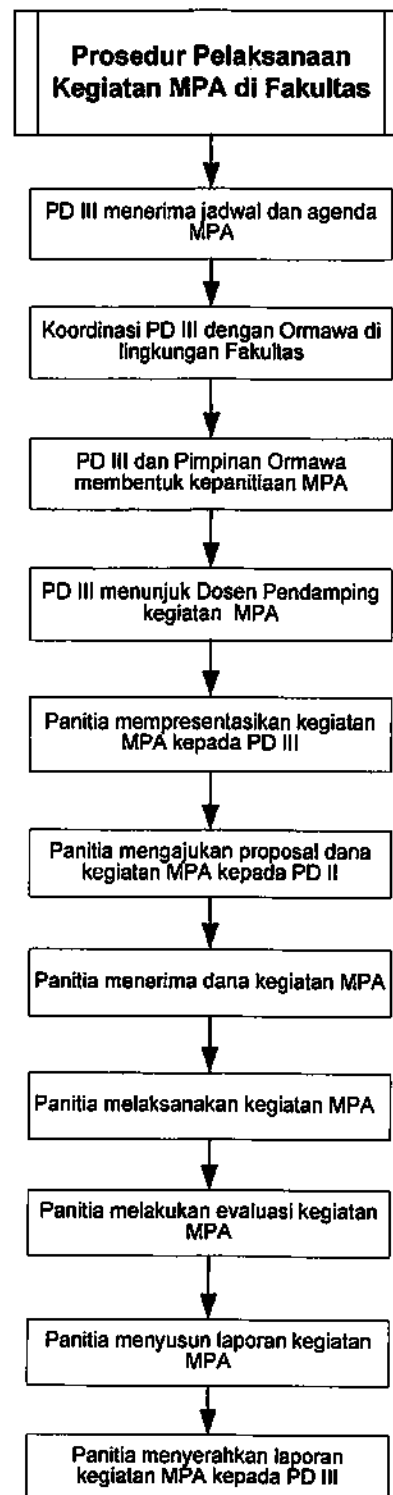 Prosedur Pelaksanaan
Kegiatan MPA di Fakultas
PD III menerima jadwal dan agenda
MPA
Koordinasi PD III dengan Ormawa di
lingkungan Fakultas
PD III dan Pimpinan Ormawa
membentuk kepanitiaan MPA
PD III menunjuk Dosen Pendamping
kegiatan MPA
Panitia mempresentasikan kegiatan
MPA kepada PD III
Panitia mengajukan proposal dana
kegiatan MPA kepada PD II
Panitia menerima dana kegiatan MPA
Panitia melaksanakan kegiatan MPA
Panitia melakukan evaluasi kegiatan
MPA
Panitia menyusun laporan kegiatan
MPA
Panitia menyerahkan laporan
kegiatan MPA kepada PD III